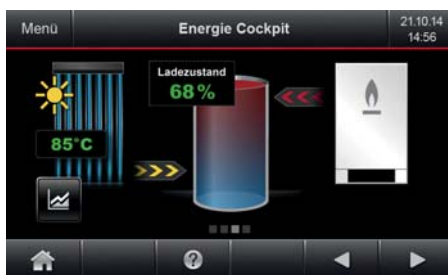 Menü
Energie Cockpit
21.10.14
14:56
Ladezustand
68%
85°C
?